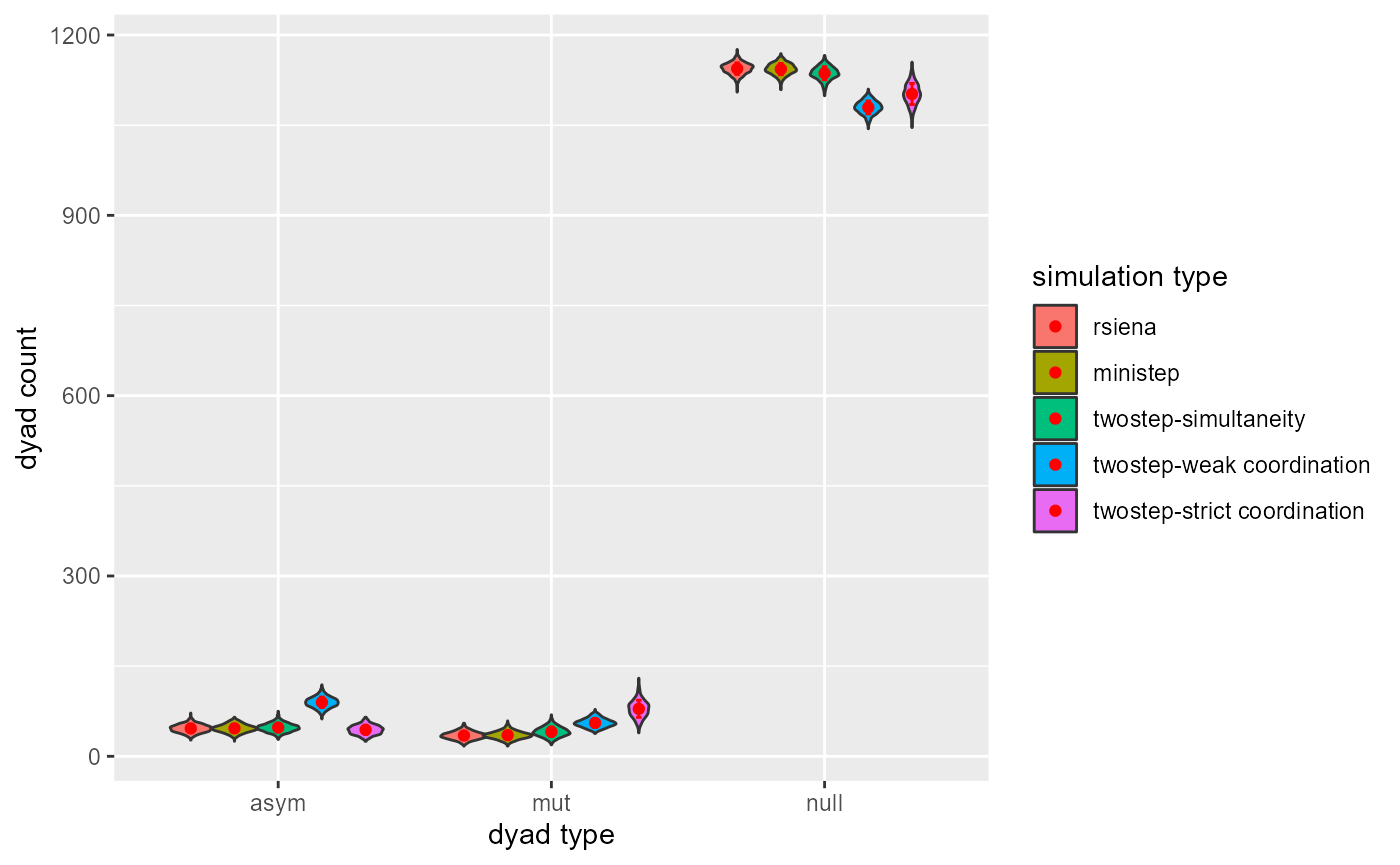 1200
900
600
300
0
dyad count
asym mut null
dyad type
simulation type
rsiena
ministep
twostep-simultaneity
twostep-weak coordination
twostep-strict coordination